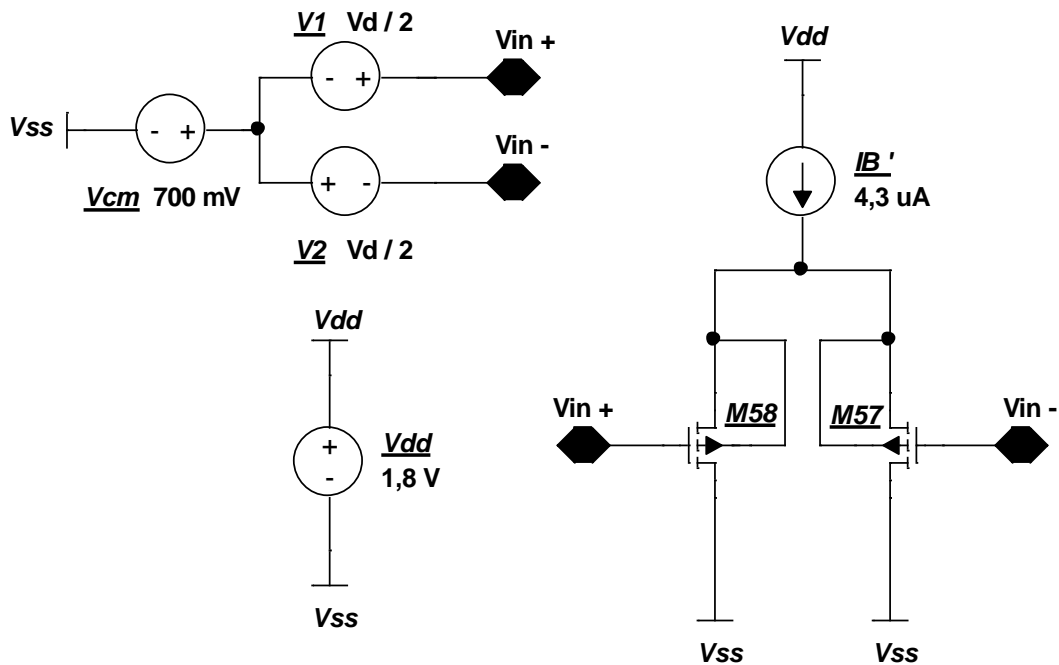 V1 Vd / 2
Vin +
Vss
Vcm 700 mV
Vin -
V2 Vd / 2
Vdd
Vdd
1,8 V
Vss
Vdd
IB '
4,3 uA
Vin +
M58
M57
Vin -
Vss
Vss